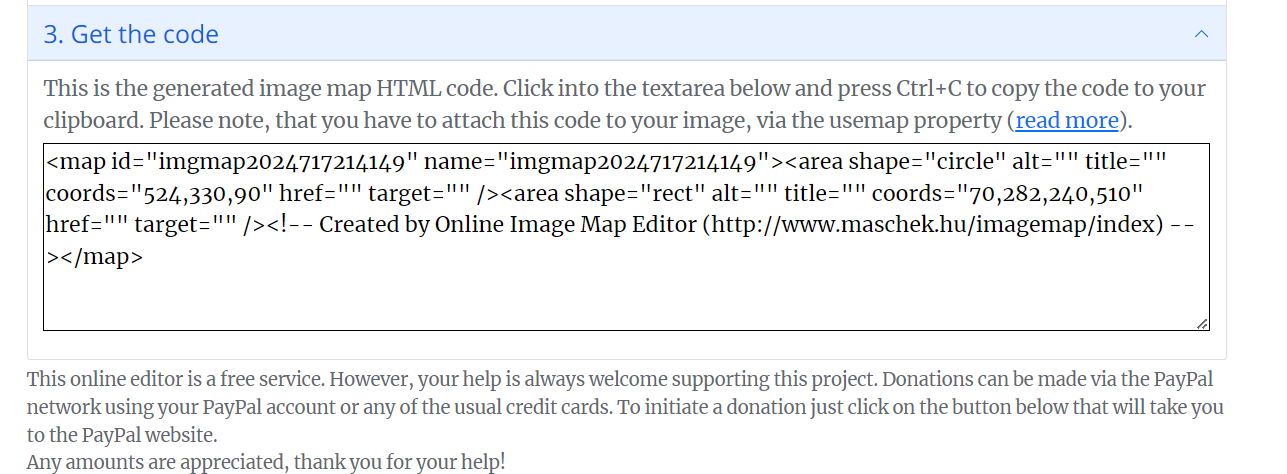 3. Get the code
This is the generated image map HTML code. Click into the textarea below and press Ctrl+C to copy the code to your
clipboard. Please note, that you have to attach this code to your image, via the usemap property (read more).
<map id="imgmap2024717214149" name="imgmap2024717214149"><area shape="circle" alt="" title=""
coords="524,330,90" href="" target="" /><area shape="rect" alt="" title="" coords="70,282,240,510"
href="" target="" /><!-- Created by Online Image Map Editor (http://www.maschek.hu/imagemap/index) --
></map>
This online editor is a free service. However, your help is always welcome supporting this project. Donations can be made via the PayPal
network using your PayPal account or any of the usual credit cards. To initiate a donation just click on the button below that will take you
to the PayPal website.
Any amounts are appreciated, thank you for your help!